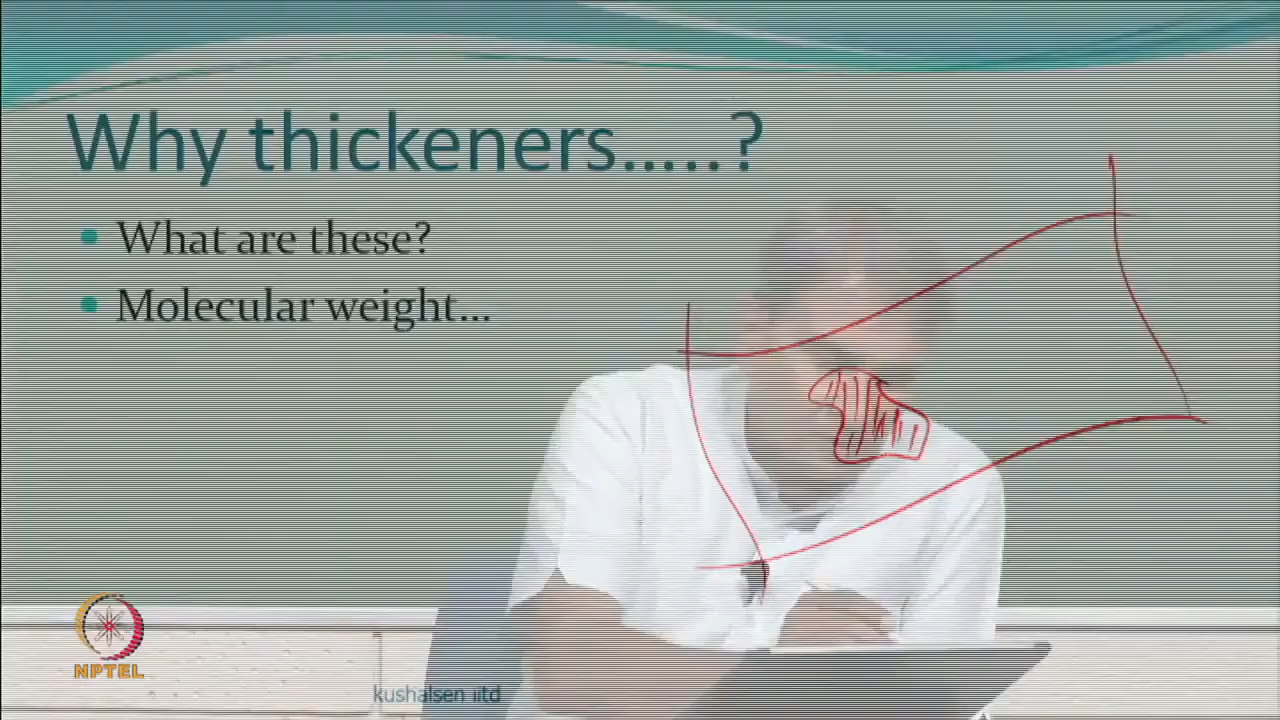 Why thickeners.....?
What are these?
Molecular weight...
NPTEL
kushalsen iitd